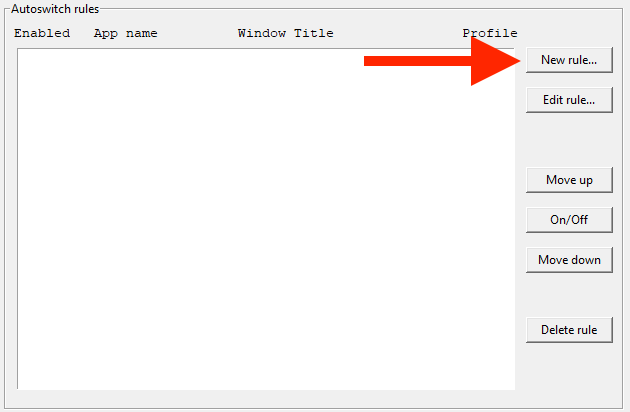 Autoswitch rules
Enabled App name Window Title Profile
New rule...
Edit rule...
Move up
On/Off
Move down
Delete rule